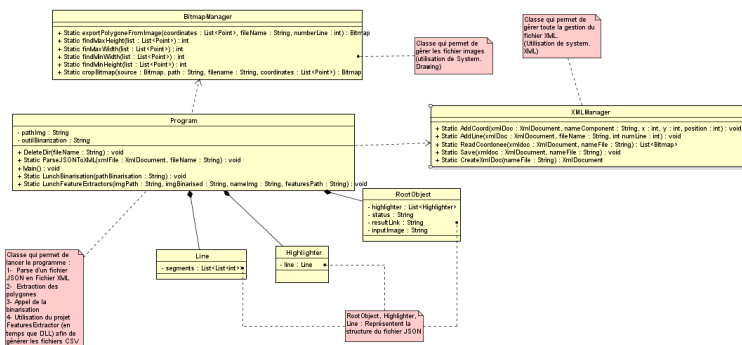 BitmapManager
+ Static exportPolygoneFromImage(coordinates : List<Point>, fileName : String, numberLine : int) : Bitmap
+ Static findMaxHeight(list : List<Point>) : int
+ Static finMaxWidth(list : List<Point>) : int
+ Static findMinWidth(list : List<Point>) : int
+ Static findMinHeight(list : List<Point>) : int
+ Static cropBitmap(source : Bitmap, path : String, filename : String, coordinates : List<Point>) : Bitmap
Classe qui permet de
gérer les fichier images
(utilisation de System.
Drawing)
Classe qui permet de
gérer toute la gestion du
fichier XML.
(Utilisation de system.
XML)
Program
- pathImg : String
- outilBinarization : String
+ DeleteDir(fileName : String) : void
+ Static ParseJSONToXML(xmlFile : XmlDocument, fileName : String) : void
+ Main() : void
+ Static LunchBinarisation(pathBinarisation : String) : void
+ Static LunchFeatureExtractors(imgPath : String, imgBinarised : String, nameImg : String, featuresPath : String) : void
XMLManager
+ Static AddCoord(xmlDoc : XmlDocument, nameComponent : String, x : int, y : int, position : int) : void
+ Static AddLine(xmlDoc : XmlDocument, fileName : String, int numLine : int) : void
+ Static ReadCoordonee(xmldoc : XmlDocument, nameFile : String) : List<Bitmap>
+ Static Save(xmldoc : XmlDocument, nameFile : String) : void
+ Static CreateXmlDoc(nameFile : String) : XmlDocument
RootObject
- highlighter : List<Highlighter>
- status : String
- resultLink : String
- inputImage : String
Line
- segments : List<List<int>>
Highlighter
- line : Line
Classe qui permet de
lancer le programme :
1- Parse d'un fichier
JSON en Fichier XML
2- Extraction des
polygones
3- Appel de la
binarisation
4- Utilisation du projet
FeaturesExtractor (en
temps que DLL) afin de
générer les fichiers CSV
RootObject, Highlighter,
Line : Représentent la
structure du fichier JSON